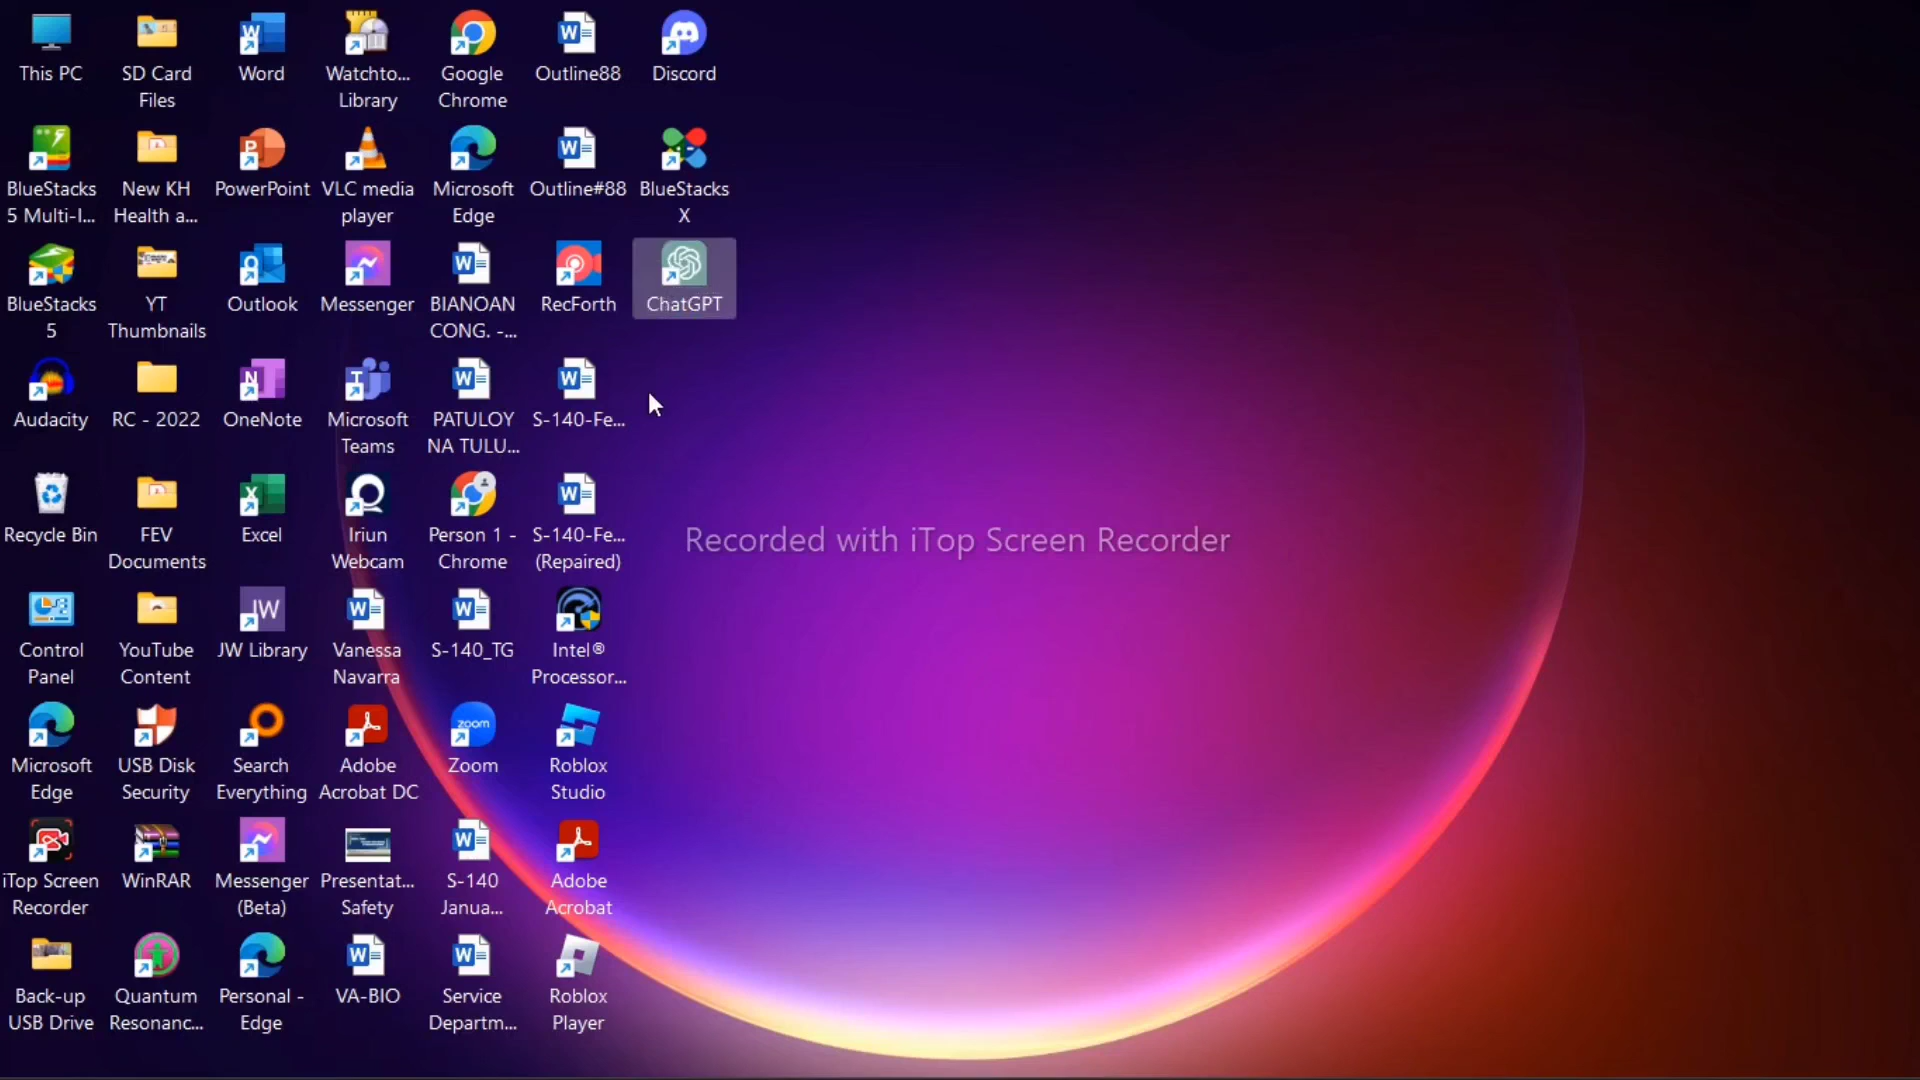 This PC
SD Card
Files
Word
Watchto...
Library
Google
Chrome
Outline88
Discord
BlueStacks
5 Multi-I...
New KH
Health a...
PowerPoint
VLC media
player
Microsoft
Edge
Outline#88
BlueStacks
X
BlueStacks
5
YT
Thumbnails
Outlook
Messenger
BIANOAN
CONG. -...
RecForth
ChatGPT
Audacity
RC - 2022
OneNote
Microsoft
Teams
PATULOY
NA TULU...
S-140-Fe...
Recycle Bin
FEV
Documents
Excel
Iriun
Webcam
Person 1 -
Chrome
S-140-Fe...
(Repaired)
Recorded with iTop Screen Recorder
Control
Panel
YouTube
Content
JW
JW Library
Vanessa
Navarra
S-140_TG
Intel®
Processor...
Microsoft
Edge
USB Disk
Security
Search
Everything
Adobe
Acrobat DC
zoom
Zoom
Roblox
Studio
iTop Screen
Recorder
WinRAR
Messenger
(Beta)
Presentat...
Safety
S-140
Janua...
Adobe
Acrobat
Back-up
USB Drive
Quantum
Resonanc...
Personal -
Edge
VA-BIO
Service
Departm...
Roblox
Player